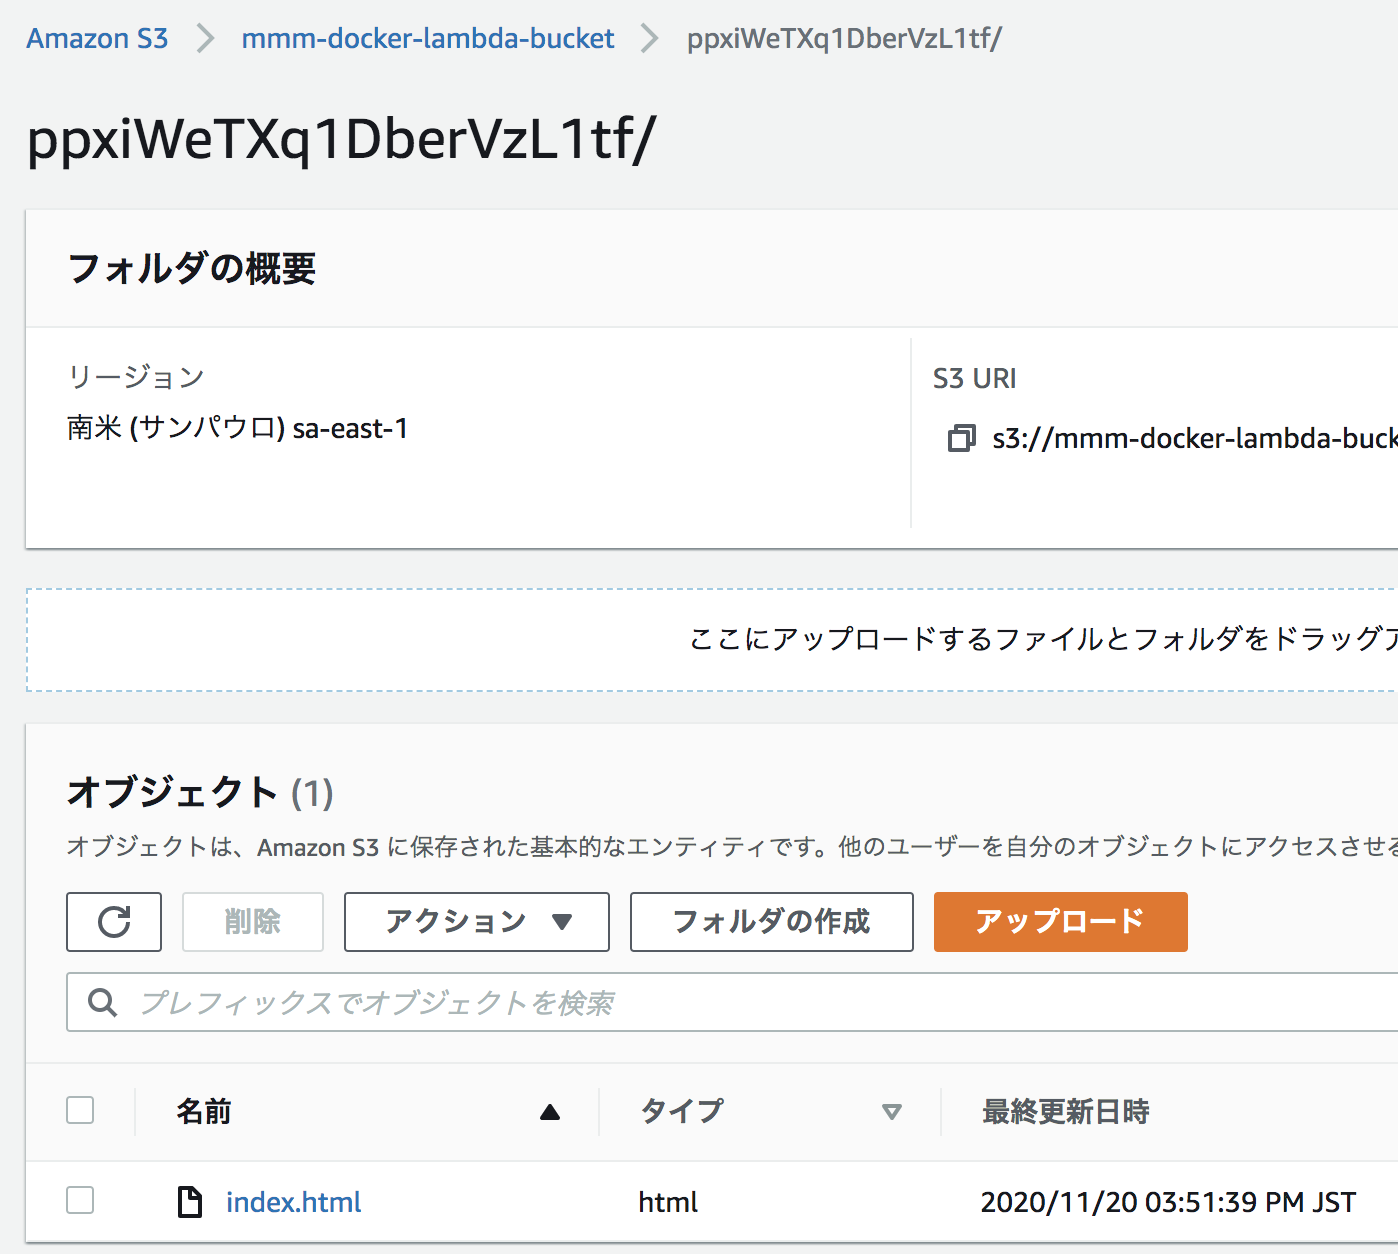 Amazon S3 > mmm-docker-lambda-bucket > ppxiWeTXq1DberVzL1tf/
ppxiWeTXq1DberVzL1tf/
フォルダの概要
リージョン
南米 (サンパウロ) sa-east-1
S3 URI
s3://mmm-docker-lambda-buck
ここにアップロードするファイルとフォルダをドラッグア
オブジェクト (1)
オブジェクトは、Amazon S3 に保存された基本的なエンティティです。他のユーザーを自分のオブジェクトにアクセスさせる
削除 アクション フォルダの作成 アップロード
プレフィックスでオブジェクトを検索
名前 タイプ 最終更新日時
index.html html 2020/11/20 03:51:39 PM JST